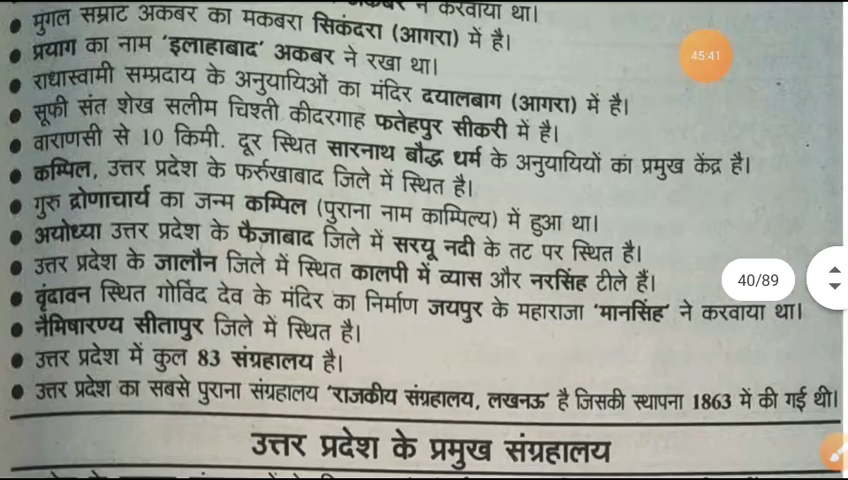 ने करवाया था।
मुगल सम्राट अकबर का मकबरा सिकंदरा (आगरा) में है।
प्रयाग का नाम 'इलाहाबाद' अकबर ने रखा था।
राधास्वामी सम्प्रदाय के अनुयायिओं का मंदिर दयालबाग (आगरा) में है।
सूफी संत शेख सलीम चिश्ती कीदरगाह फतेहपुर सीकरी में है।
वाराणसी से 10 किमी. दूर स्थित सारनाथ बौद्ध धर्म के अनुयायियों का प्रमुख केंद्र है।
कम्पिल, उत्तर प्रदेश के फर्रुखाबाद जिले में स्थित है।
गुरु द्रोणाचार्य का जन्म कम्पिल (पुराना नाम काम्पिल्य) में हुआ था।
अयोध्या उत्तर प्रदेश के फैजाबाद जिले में सरयू नदी के तट पर स्थित है।
उत्तर प्रदेश के जालौन जिले में स्थित कालपी में व्यास और नरसिंह टीले हैं।
वृंदावन स्थित गोविंद देव के मंदिर का निर्माण जयपुर के महाराजा 'मानसिंह' ने करवाया था।
नैमिषारण्य सीतापुर जिले में स्थित है।
उत्तर प्रदेश में कुल 83 संग्रहालय है।
उत्तर प्रदेश का सबसे पुराना संग्रहालय 'राजकीय संग्रहालय, लखनऊ' है जिसकी स्थापना 1863 में की गई थी।
उत्तर प्रदेश के प्रमुख संग्रहालय
45:41
40/89